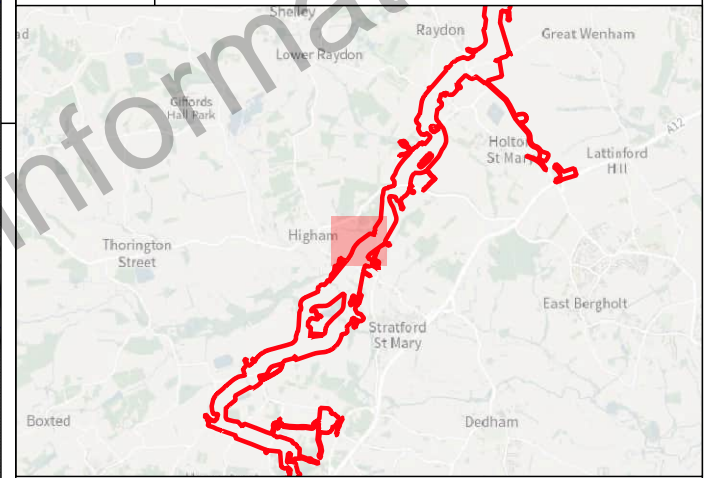 Shelley
ad
Raydon
Great Wenham
Lower Raydon
Informat
Giffords
Hall Park
A12
Holton
St Mary
Lattinford
Hill
Higham
Thorington
Street
East Bergholt
Stratford
St Mary
Boxted
Dedham